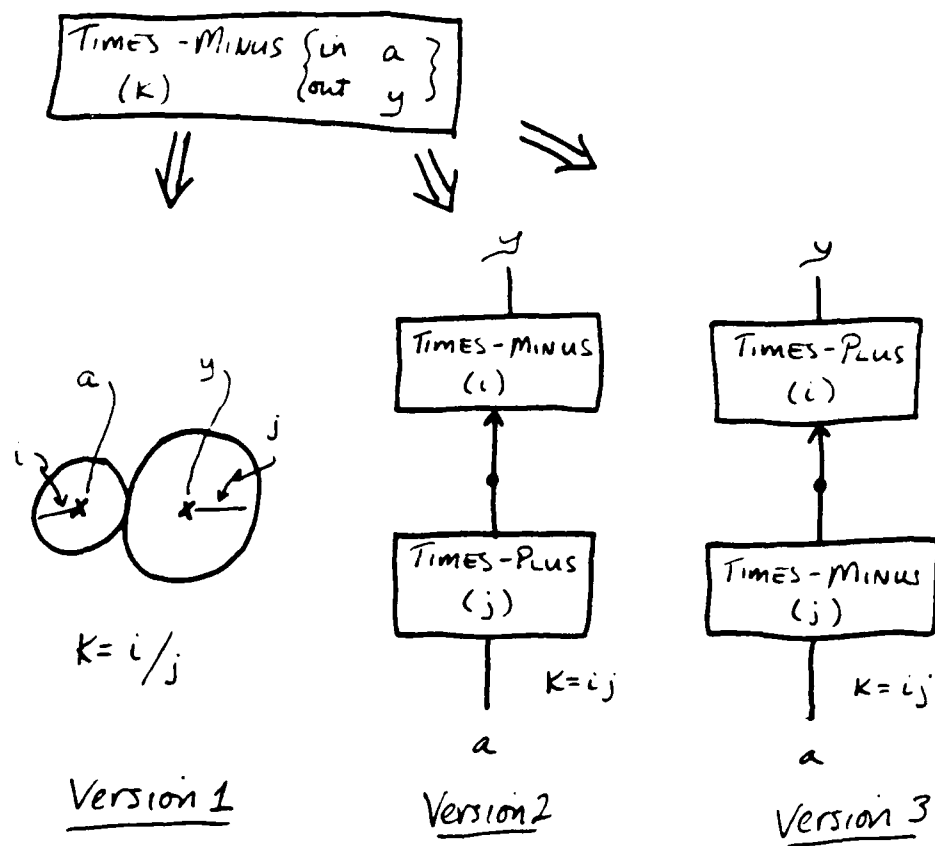 TIMES-MINUS { in a }
(K) { out y }
a
y
i
j
K = i/j
Version 1
y
TIMES-MINUS
(i)
TIMES-PLUS
(j)
K = ij
a
Version 2
y
TIMES-PLUS
(i)
TIMES-MINUS
(j)
K = ij
a
Version 3